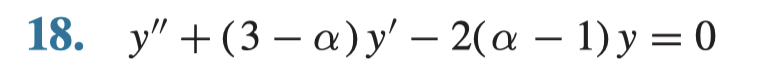 18. y″ + (3 − α)y′ − 2(α − 1)y = 0